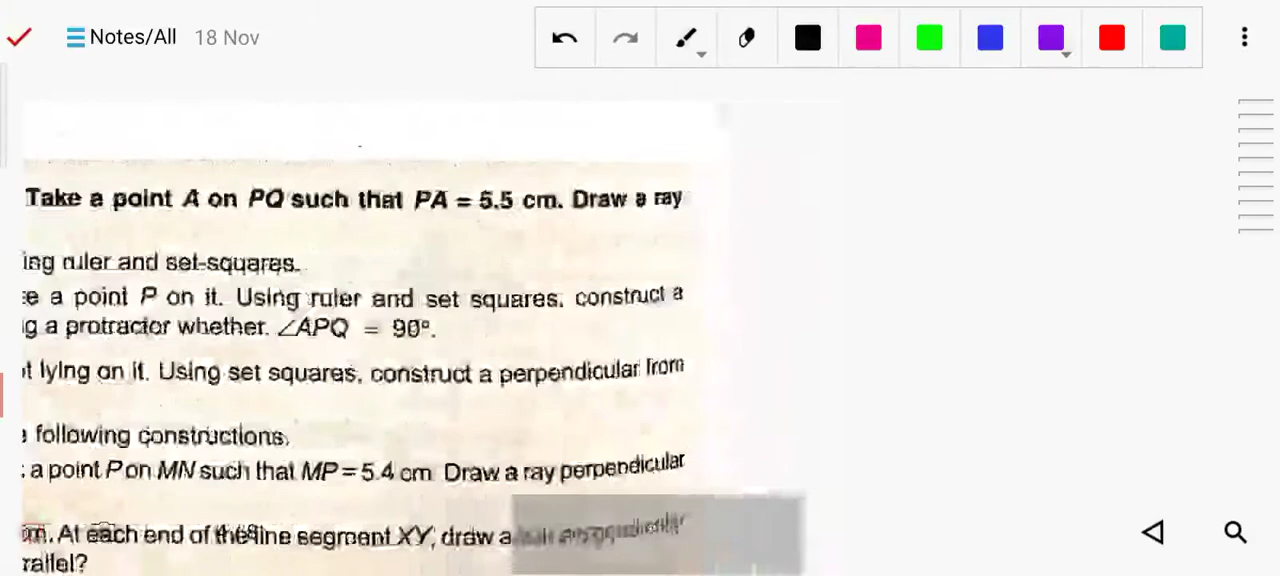 Notes/All 18 Nov
Take a point A on PQ such that PA = 5.5 cm. Draw a ray
ing ruler and set-squares.
e a point P on it. Using ruler and set squares, construct a
g a protractor whether. ∠APQ = 90°.
t lying on it. Using set squares, construct a perpendicular from
following constructions.
a point P on MN such that MP = 5.4 cm Draw a ray perpendicular
m. At each end of the line segment XY, draw a
rallel?